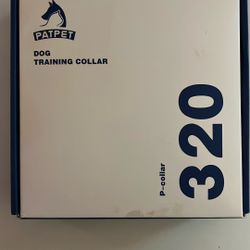 PATPET
DOG
TRAINING COLLAR
P-collar
320